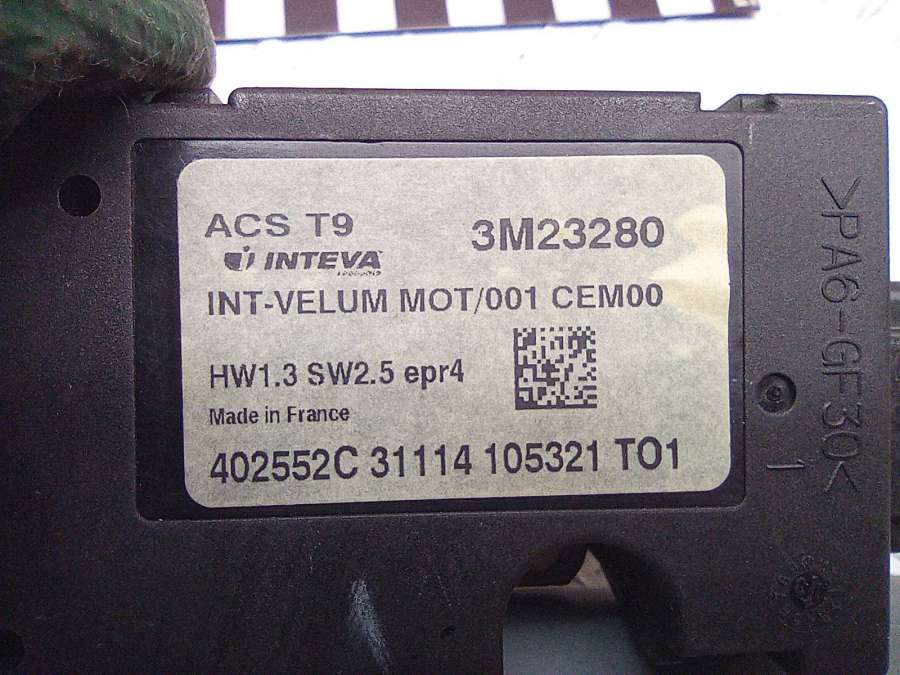 ACS T9 3M23280
INTEVA
INT-VELUM MOT/001 CEM00
HW1.3 SW2.5 epr4
Made in France
402552C 31114 105321 TO1
>PA6-GF30<
1